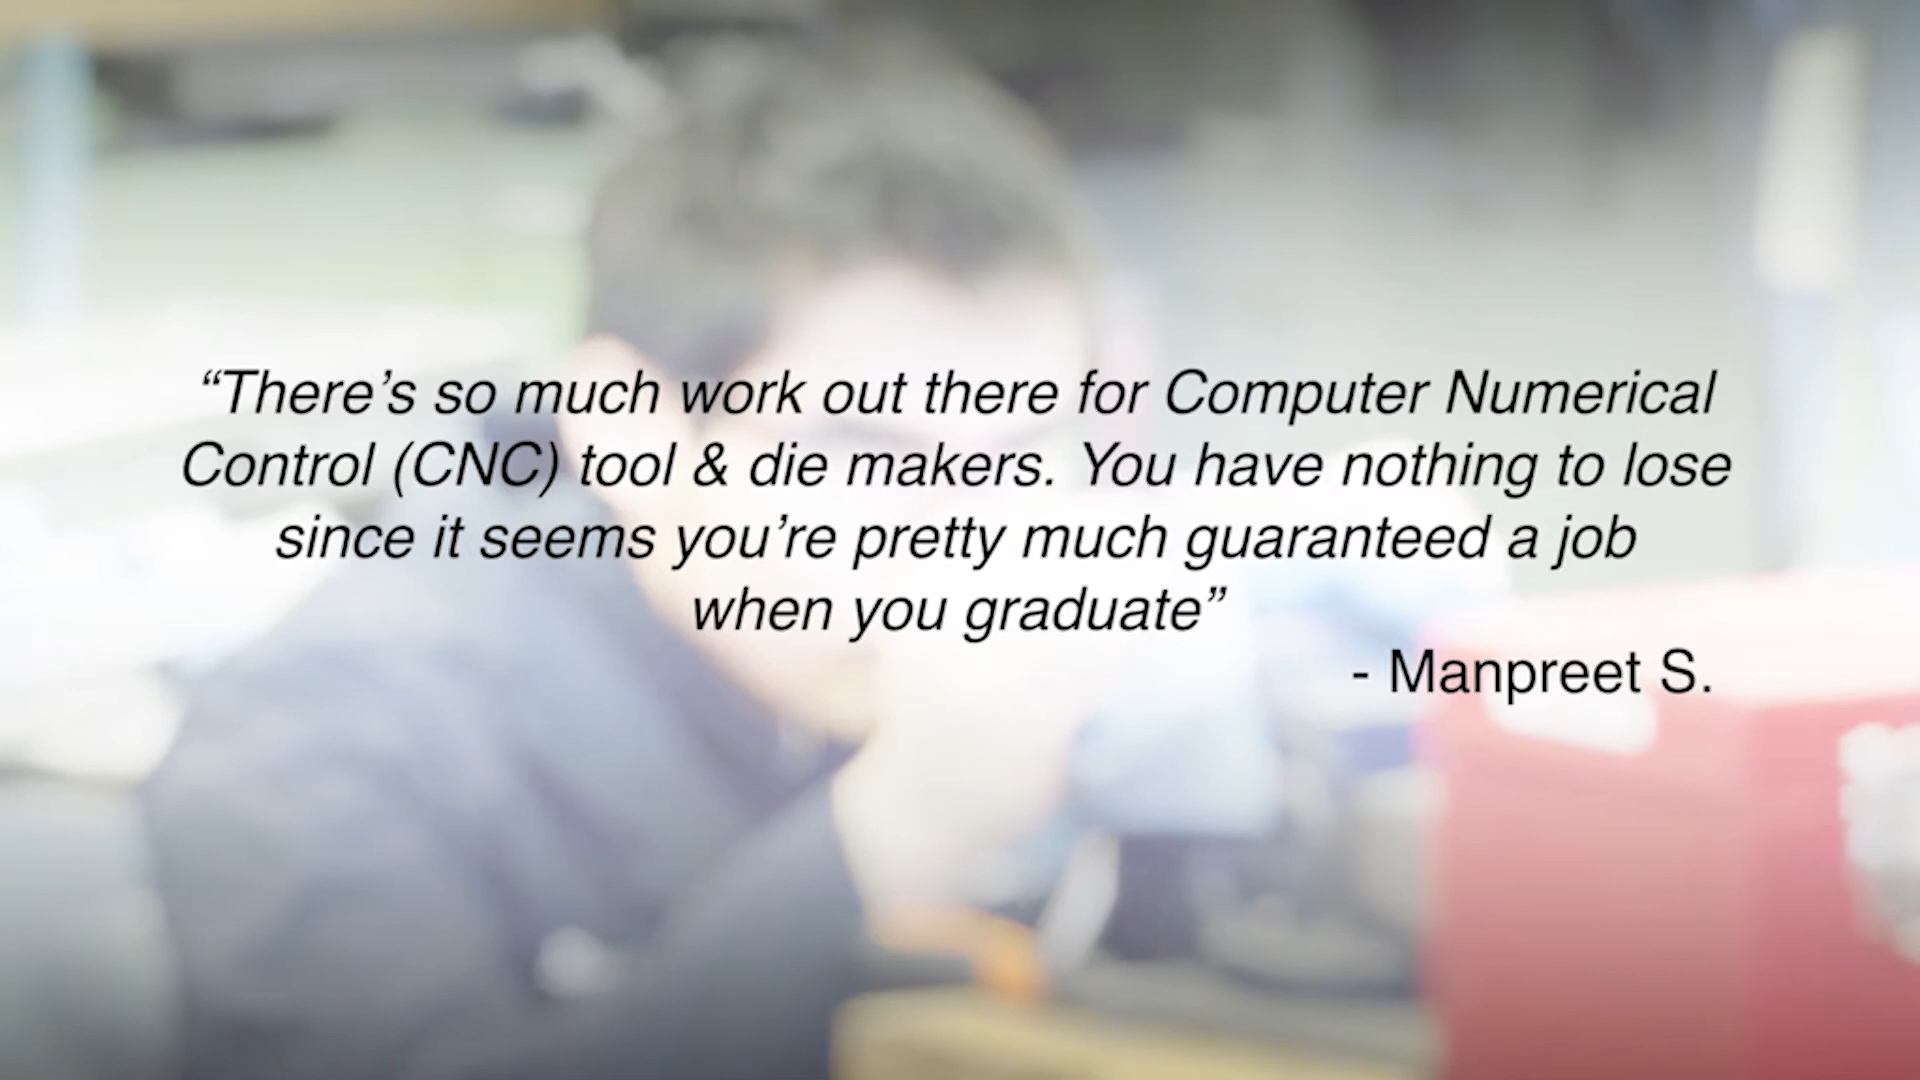 “There’s so much work out there for Computer Numerical
Control (CNC) tool & die makers. You have nothing to lose
since it seems you’re pretty much guaranteed a job
when you graduate”
- Manpreet S.